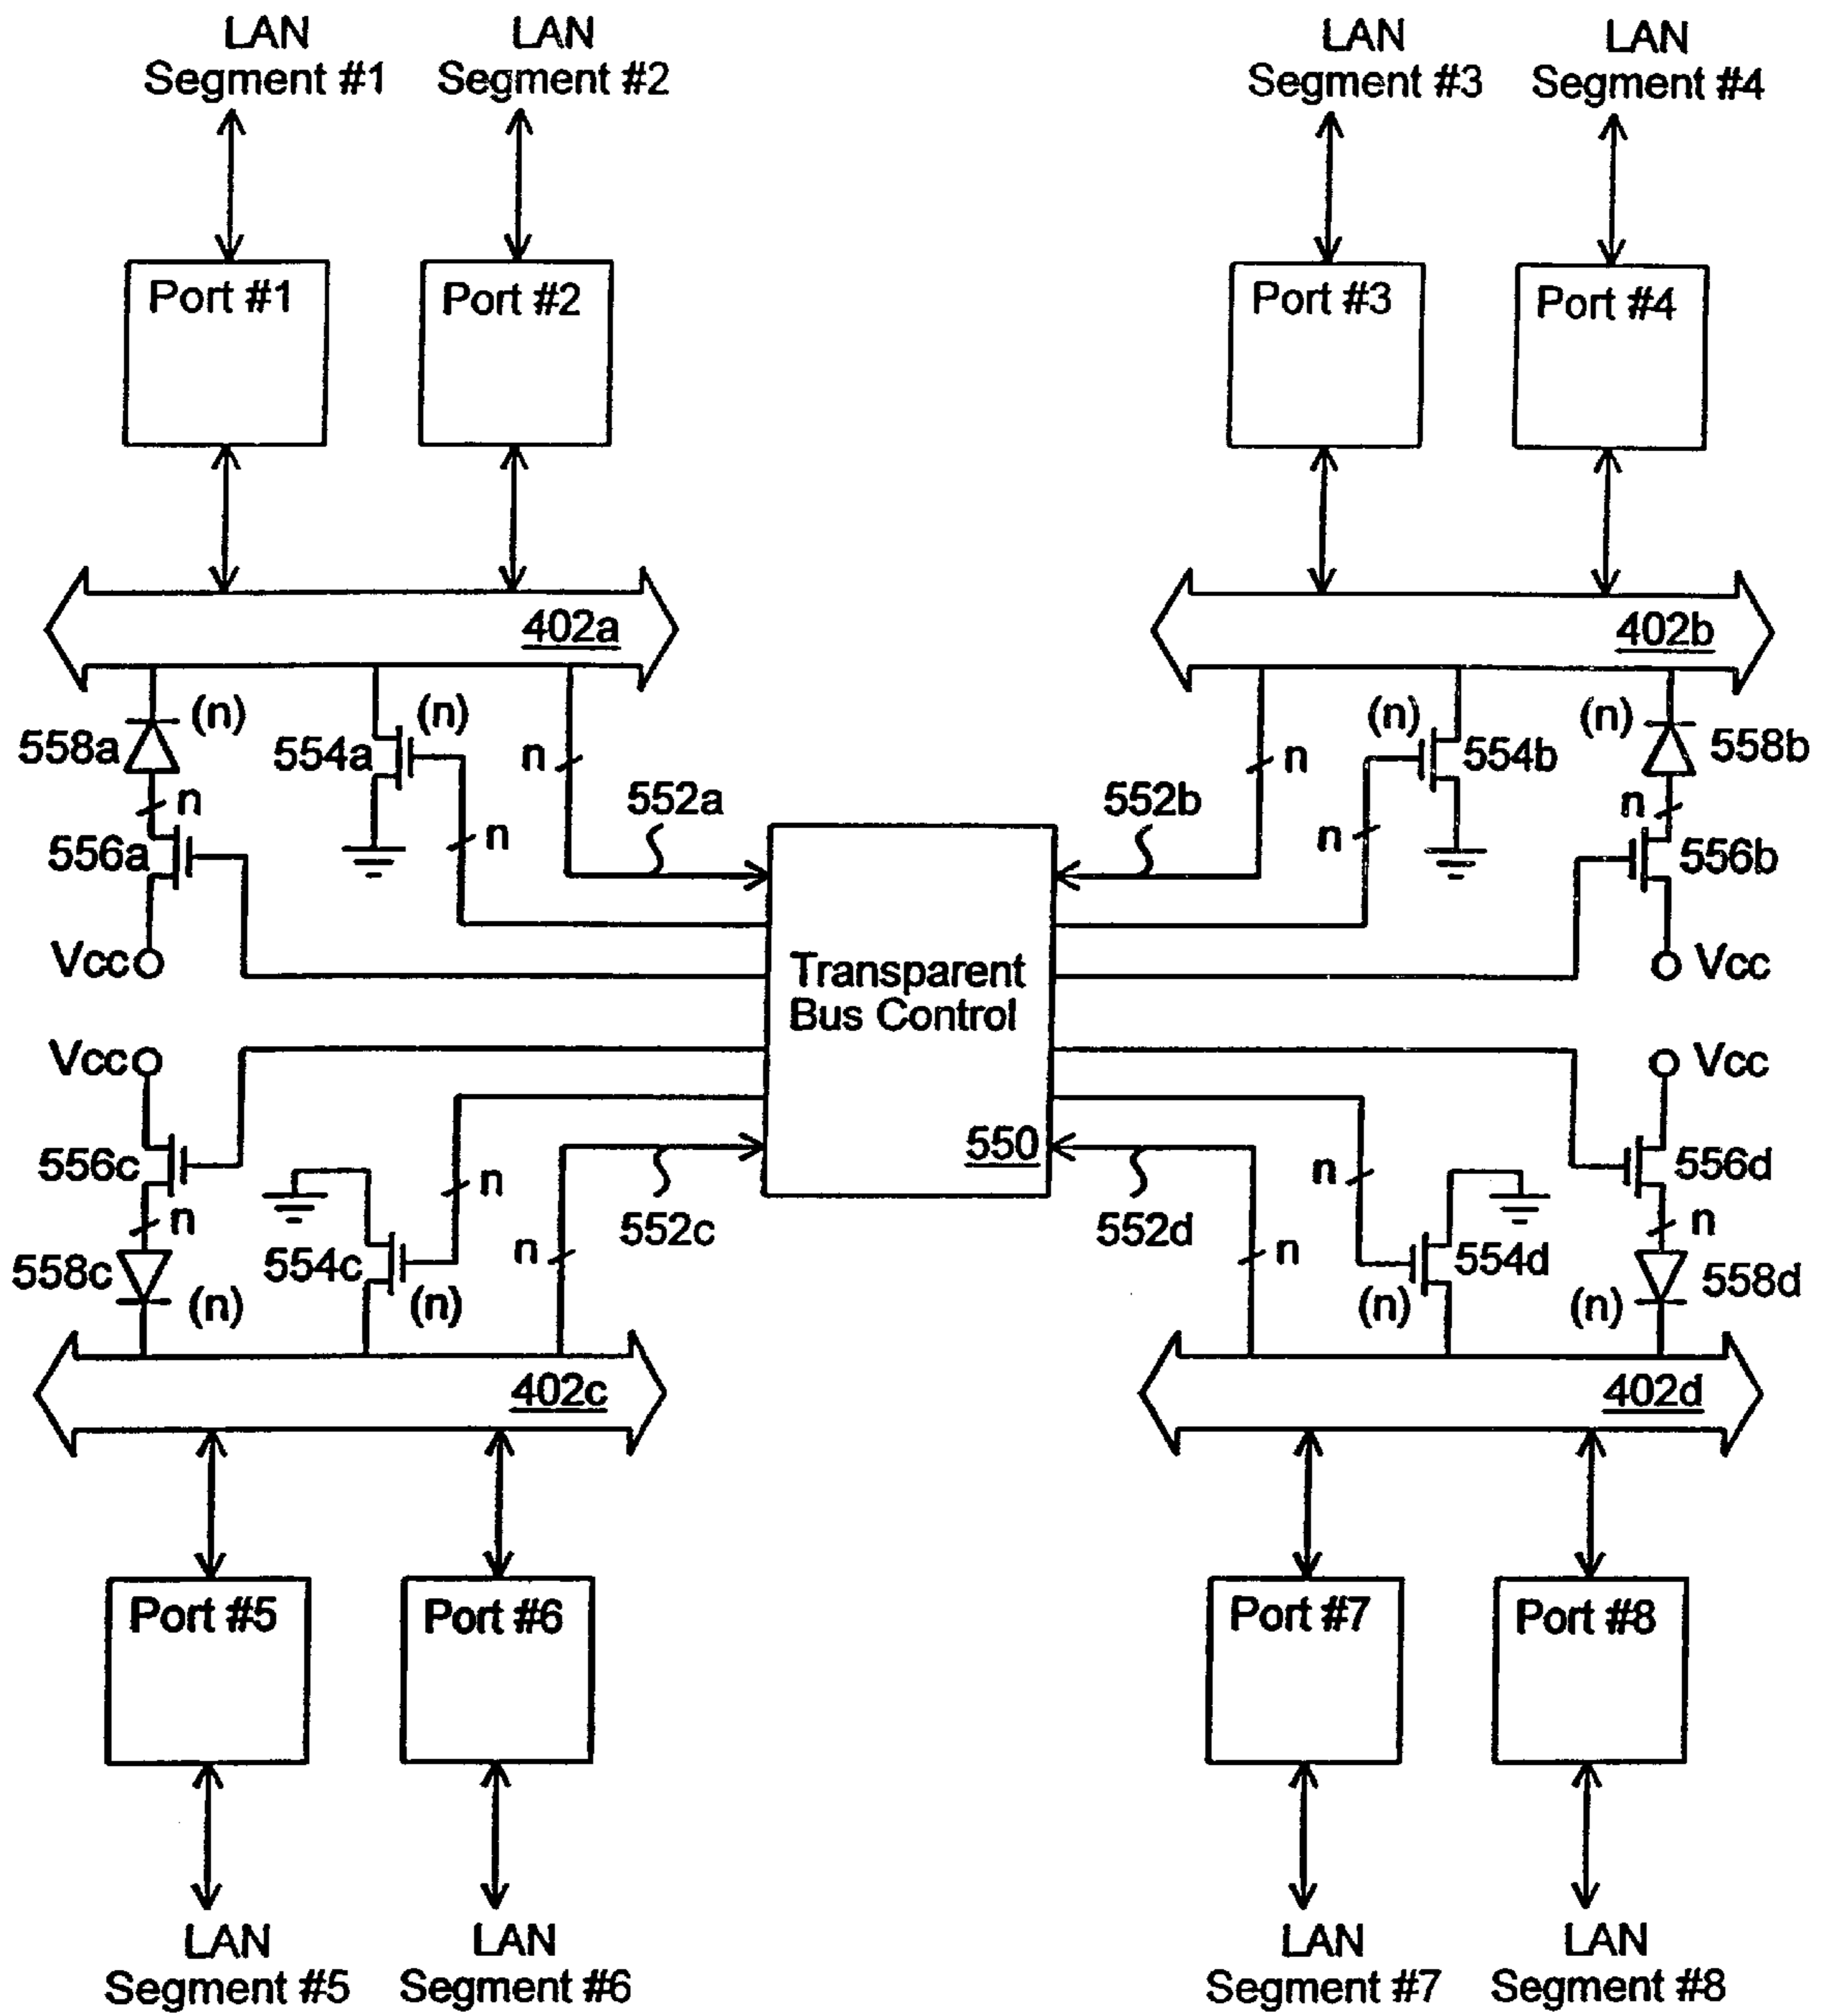 LAN
Segment #1
LAN
Segment #2
LAN
Segment #3
LAN
Segment #4
Port #1
Port #2
Port #3
Port #4
402a
402b
558a
(n)
554a
(n)
n
(n)
554b
n
(n)
558b
n
556a
n
552a
552b
n
n
556b
Vcc
Vcc
Transparent
Bus Control
550
Vcc
Vcc
556c
n
n
552c
n
552d
n
n
556d
n
558c
(n)
554c
(n)
(n)
554d
(n)
558d
402c
402d
Port #5
Port #6
Port #7
Port #8
LAN
Segment #5
LAN
Segment #6
LAN
Segment #7
LAN
Segment #8